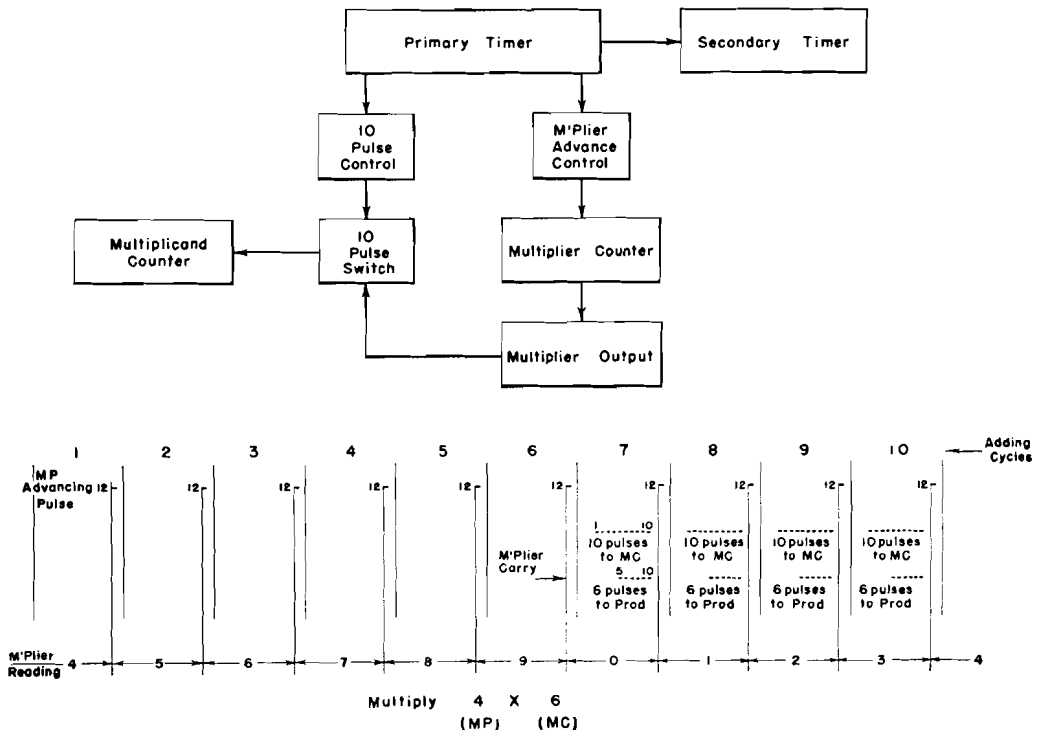 Primary Timer
Secondary Timer
10
Pulse
Control
M'Plier
Advance
Control
Multiplicand
Counter
10
Pulse
Switch
Multiplier Counter
Multiplier Output
1 2 3 4 5 6 7 8 9 10
Adding
Cycles
MP
Advancing
Pulse
12 12 12 12 12 12 12 12 12 12
1 10
10 pulses
to MC
10 pulses
to MC
10 pulses
to MC
10 pulses
to MC
M'Plier
Carry
5 10
6 pulses
to Prod
6 pulses
to Prod
6 pulses
to Prod
6 pulses
to Prod
M'Plier
Reading
4 5 6 7 8 9 0 1 2 3 4
Multiply 4 X 6
(MP) (MC)